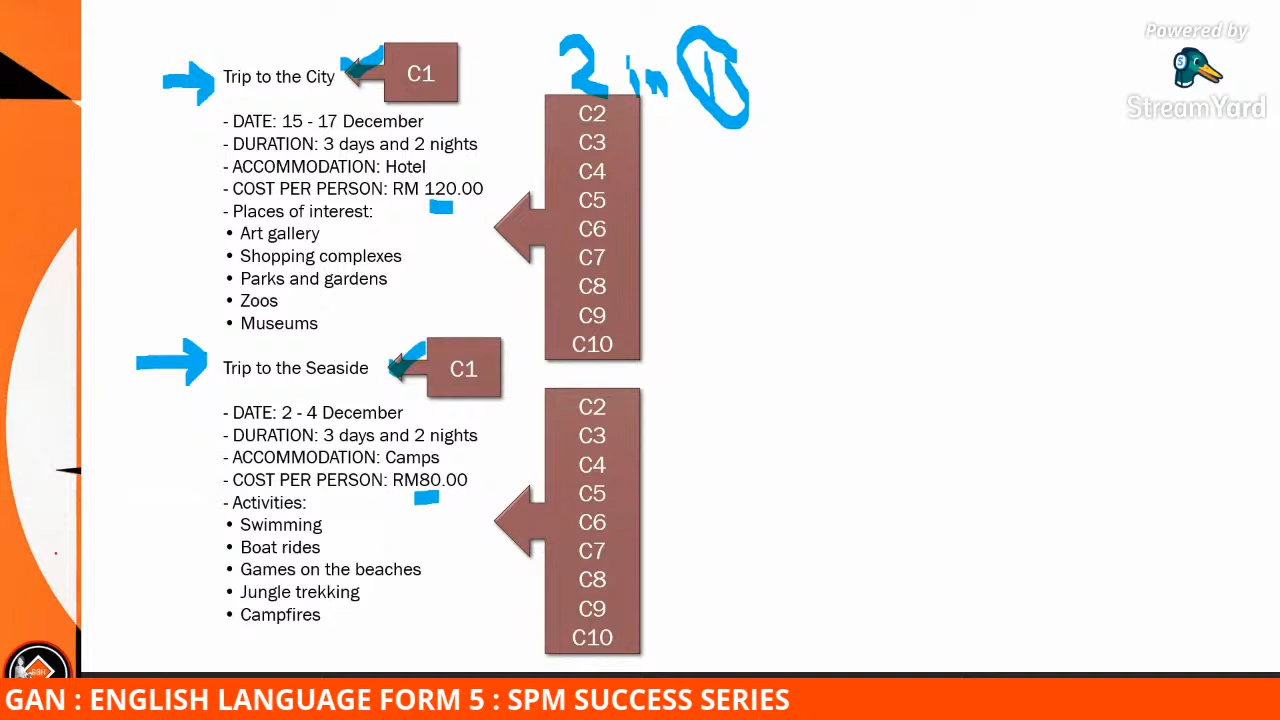 Powered by
StreamYard
2 in 1
Trip to the City
C1
- DATE: 15 - 17 December
- DURATION: 3 days and 2 nights
- ACCOMMODATION: Hotel
- COST PER PERSON: RM 120.00
- Places of interest:
• Art gallery
• Shopping complexes
• Parks and gardens
• Zoos
• Museums
C2
C3
C4
C5
C6
C7
C8
C9
C10
Trip to the Seaside
C1
- DATE: 2 - 4 December
- DURATION: 3 days and 2 nights
- ACCOMMODATION: Camps
- COST PER PERSON: RM80.00
- Activities:
• Swimming
• Boat rides
• Games on the beaches
• Jungle trekking
• Campfires
C2
C3
C4
C5
C6
C7
C8
C9
C10
GAN : ENGLISH LANGUAGE FORM 5 : SPM SUCCESS SERIES